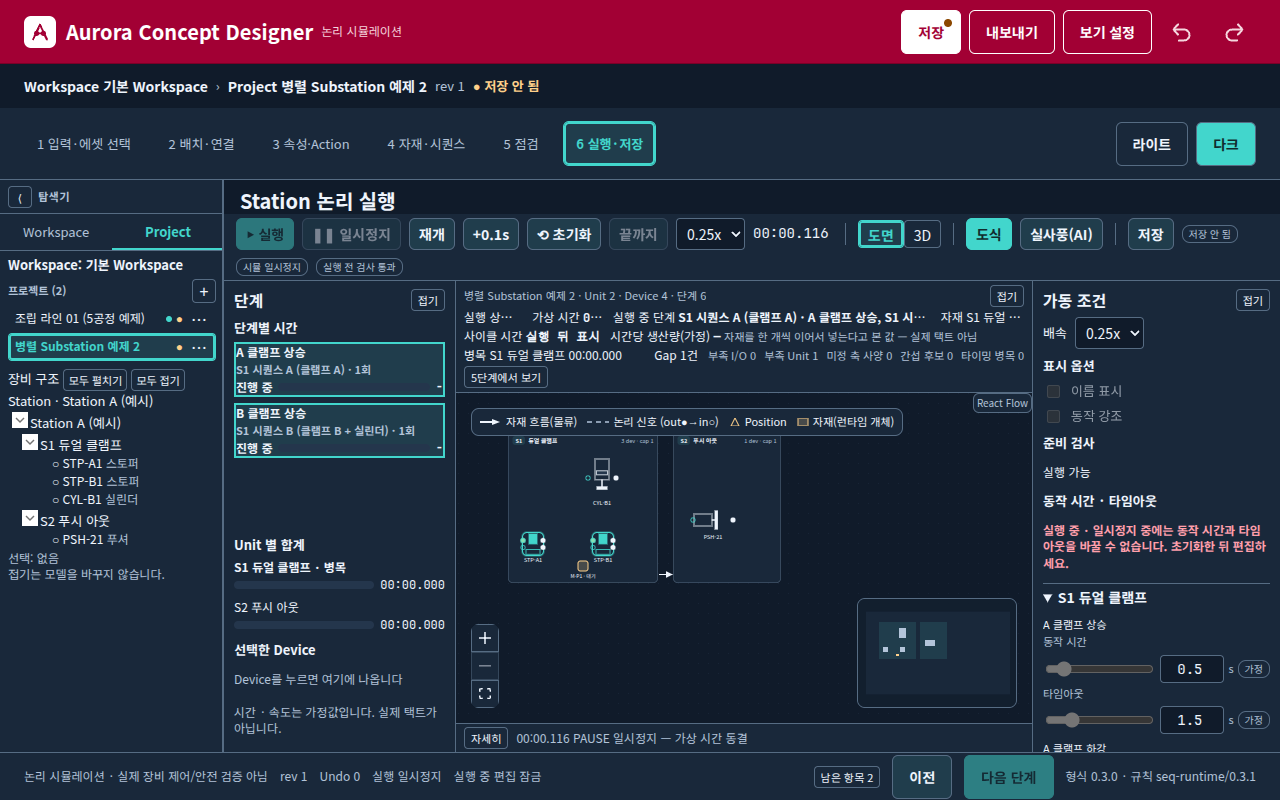 Aurora Concept Designer 논리 시뮬레이션
저장 내보내기 보기 설정
Workspace 기본 Workspace › Project 병렬 Substation 예제 2 rev 1 ● 저장 안 됨
1 입력·에셋 선택 2 배치·연결 3 속성·Action 4 자재·시퀀스 5 점검 6 실행·저장
라이트 다크
⟨ 탐색기
Workspace Project
Workspace: 기본 Workspace
프로젝트 (2) +
조립 라인 01 (5공정 예제) ● ● ···
병렬 Substation 예제 2 ● ···
장비 구조 모두 펼치기 모두 접기
Station · Station A (예시)
Station A (예시)
S1 듀얼 클램프
○ STP-A1 스토퍼
○ STP-B1 스토퍼
○ CYL-B1 실린더
S2 푸시 아웃
○ PSH-21 푸셔
선택: 없음
접기는 모델을 바꾸지 않습니다.
Station 논리 실행
▸ 실행 ❚❚ 일시정지 재개 +0.1s ⟲ 초기화 끝까지 0.25x 00:00.116 도면 3D 도식 실사풍(AI) 저장 저장 안 됨
시뮬 일시정지 실행 전 검사 통과
단계 접기
단계별 시간
A 클램프 상승
S1 시퀀스 A (클램프 A) · 1회
진행 중 -
B 클램프 상승
S1 시퀀스 B (클램프 B + 실린더) · 1회
진행 중 -
Unit 별 합계
S1 듀얼 클램프 · 병목
00:00.000
S2 푸시 아웃
00:00.000
선택한 Device
Device를 누르면 여기에 나옵니다
시간 · 속도는 가정값입니다. 실제 택트가
아닙니다.
병렬 Substation 예제 2 · Unit 2 · Device 4 · 단계 6 접기
실행 상… 가상 시간 0… 실행 중 단계 S1 시퀀스 A (클램프 A) · A 클램프 상승, S1 시… 자재 S1 듀얼 …
사이클 시간 실행 뒤 표시 시간당 생산량(가정) — 자재를 한 개씩 이어서 넣는다고 본 값 — 실제 택트 아님
병목 S1 듀얼 클램프 00:00.000 Gap 1건 부족 I/O 0 부족 Unit 1 미정 축 사양 0 간섭 후보 0 타이밍 병목 0
5단계에서 보기
React Flow
자재 흐름(물류) 논리 신호 (out●→in○) Position 자재(런타임 개체)
S1 듀얼 클램프 3 dev · cap 1
S2 푸시 아웃 1 dev · cap 1
CYL-B1
PSH-21
STP-A1 STP-B1
M-P1 · 대기
자세히 00:00.116 PAUSE 일시정지 — 가상 시간 동결
가동 조건 접기
배속 0.25x
표시 옵션
이름 표시
동작 강조
준비 검사
실행 가능
동작 시간 · 타임아웃
실행 중 · 일시정지 중에는 동작 시간과 타임
아웃을 바꿀 수 없습니다. 초기화한 뒤 편집하
세요.
▼ S1 듀얼 클램프
A 클램프 상승
동작 시간
0.5 s 가정
타임아웃
1.5 s 가정
A 클램프 하강
논리 시뮬레이션 · 실제 장비 제어/안전 검증 아님 rev 1 Undo 0 실행 일시정지 실행 중 편집 잠금
남은 항목 2 이전 다음 단계 형식 0.3.0 · 규칙 seq-runtime/0.3.1